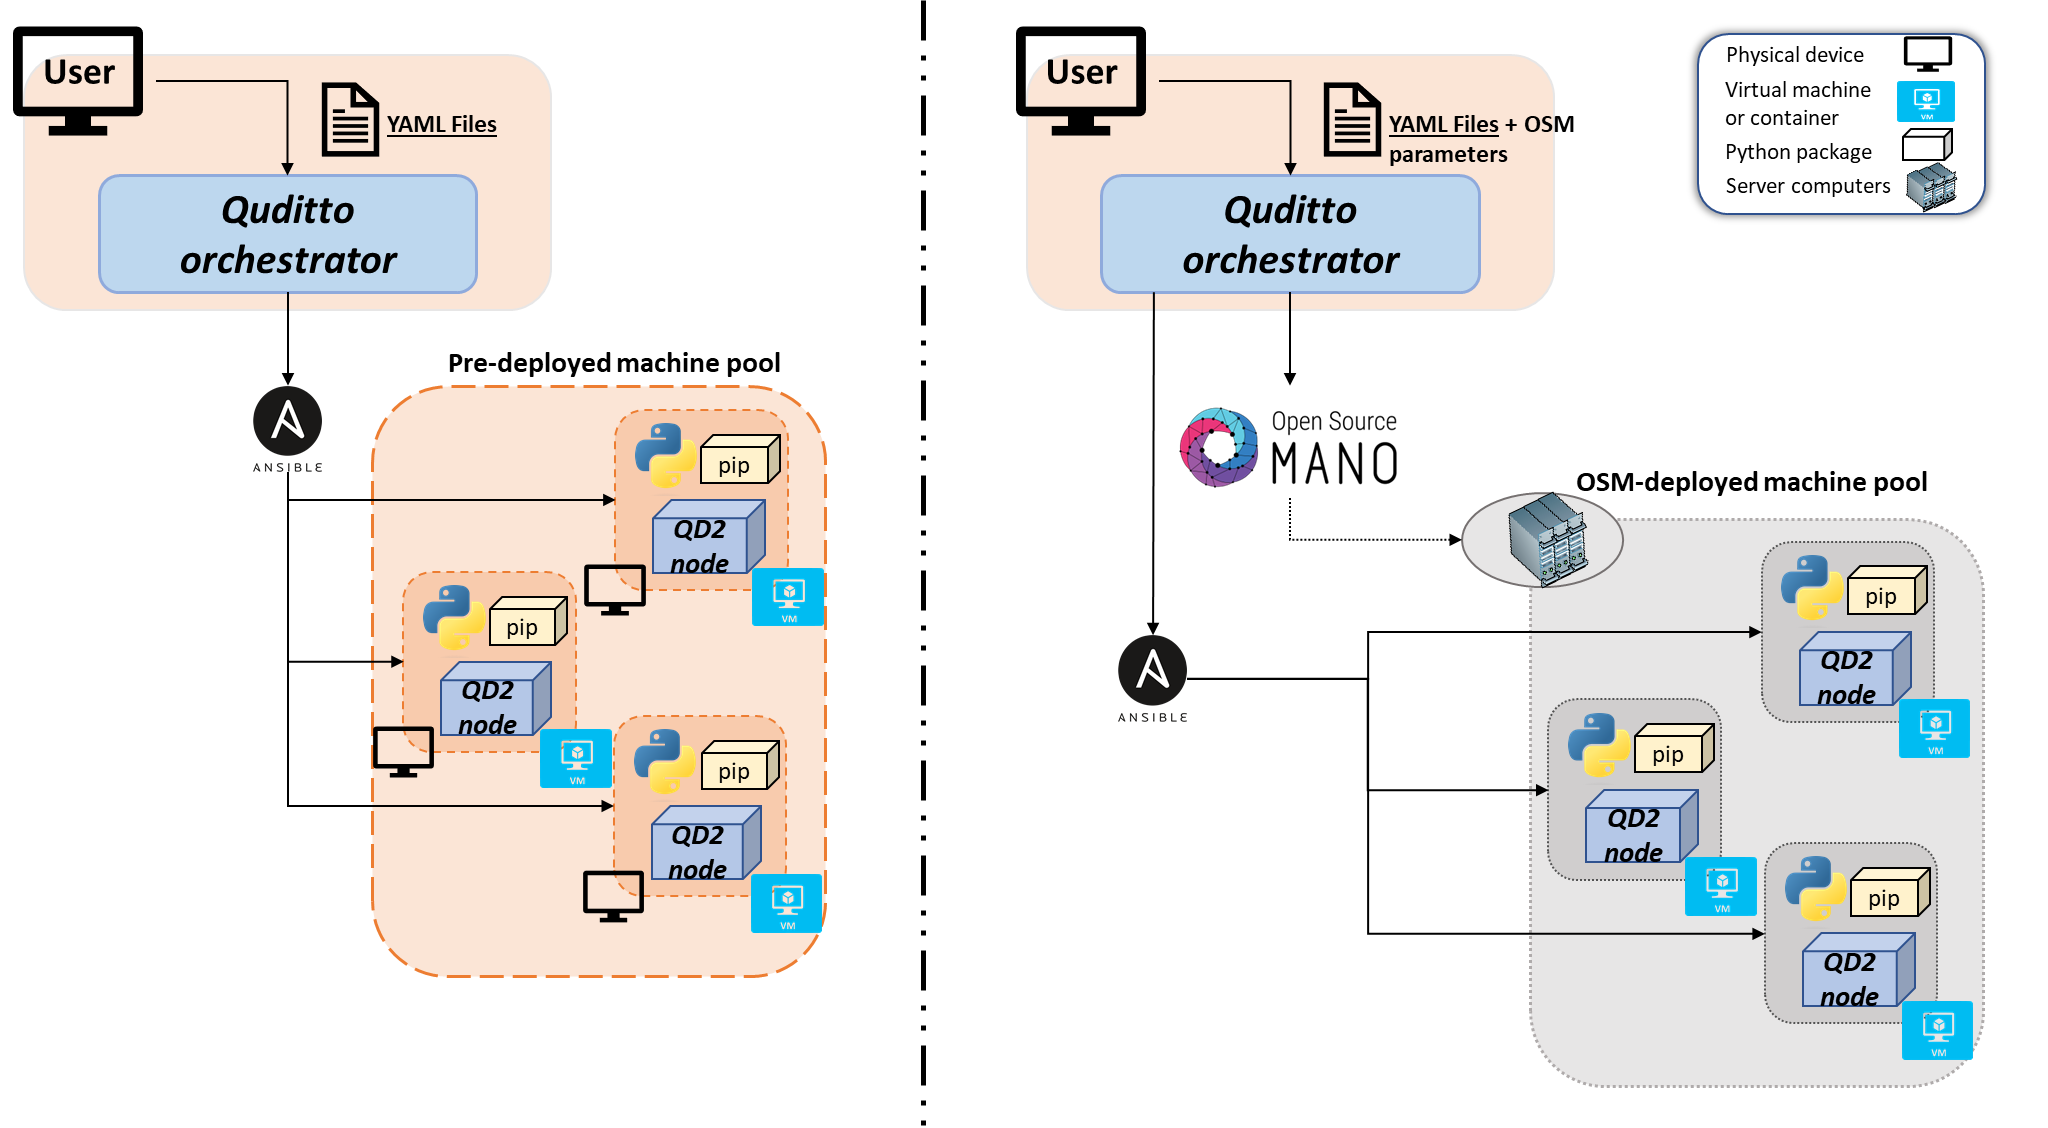 User
YAML Files
Quditto
orchestrator
ANSIBLE
Pre-deployed machine pool
pip
QD2
node
VM
pip
QD2
node
VM
pip
QD2
node
VM
User
YAML Files + OSM
parameters
Quditto
orchestrator
Open Source
MANO
ANSIBLE
OSM-deployed machine pool
pip
QD2
node
VM
pip
QD2
node
VM
pip
QD2
node
VM
Physical device
Virtual machine
or container
VM
Python package
Server computers